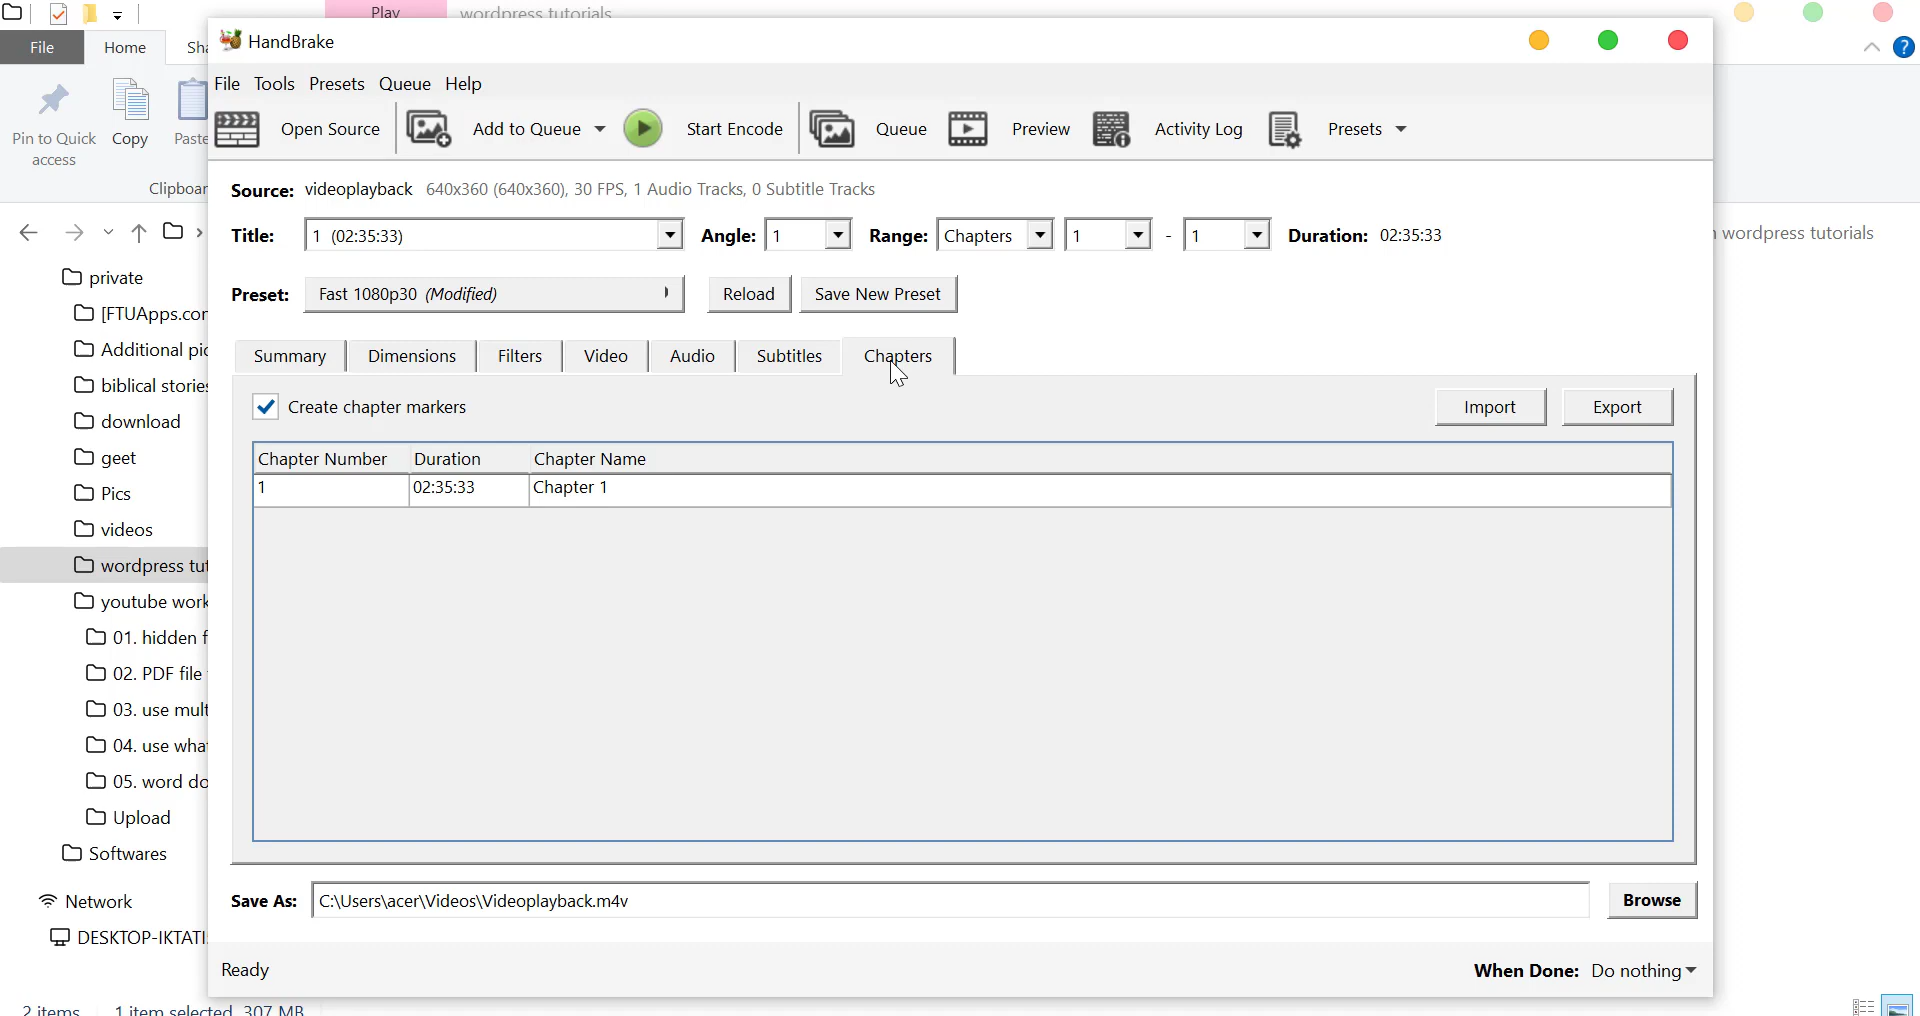 Play wordpress tutorials
HandBrake
File Home Sha
File Tools Presets Queue Help
Pin to Quick access Copy Paste
Clipboar
Open Source Add to Queue Start Encode Queue Preview Activity Log Presets
Source: videoplayback 640x360 (640x360), 30 FPS, 1 Audio Tracks, 0 Subtitle Tracks
Title: 1 (02:35:33) Angle: 1 Range: Chapters 1 - 1 Duration: 02:35:33
wordpress tutorials
Preset: Fast 1080p30 (Modified) Reload Save New Preset
Summary Dimensions Filters Video Audio Subtitles Chapters
Create chapter markers Import Export
Chapter Number Duration Chapter Name
1 02:35:33 Chapter 1
private
[FTUApps.cor
Additional pic
biblical stories
download
geet
Pics
videos
wordpress tut
youtube work
01. hidden f
02. PDF file
03. use mult
04. use what
05. word do
Upload
Softwares
Network
DESKTOP-IKTATI
Save As: C:\Users\acer\Videos\Videoplayback.m4v Browse
Ready When Done: Do nothing
2 items 1 item selected 307 MB